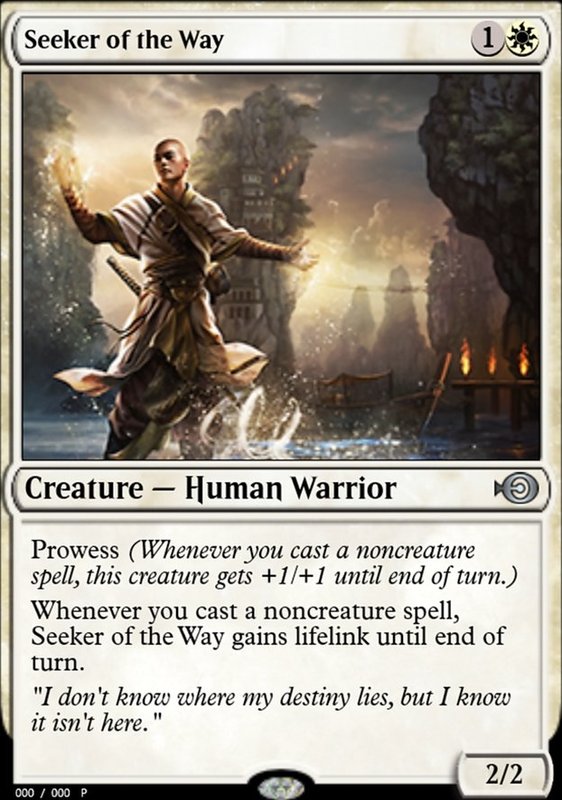 Seeker of the Way 1
Creature — Human Warrior
Prowess (Whenever you cast a noncreature
spell, this creature gets +1/+1 until end of turn.)
Whenever you cast a noncreature spell,
Seeker of the Way gains lifelink until end of
turn.
"I don't know where my destiny lies, but I know
it isn't here."
2/2
000 / 000 P